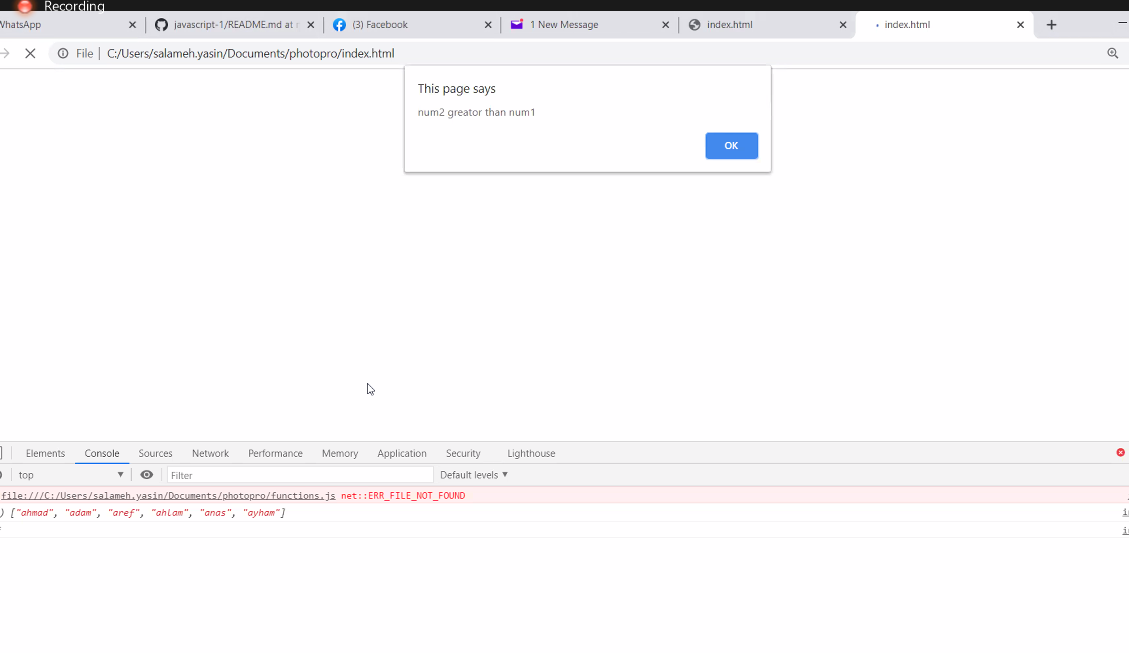 Recording
WhatsApp
javascript-1/README.md at m
(3) Facebook
1 New Message
index.html
index.html
File
C:/Users/salameh.yasin/Documents/photopro/index.html
This page says
num2 greator than num1
OK
Elements
Console
Sources
Network
Performance
Memory
Application
Security
Lighthouse
top
Filter
Default levels
file:///C:/Users/salameh.yasin/Documents/photopro/functions.js net::ERR_FILE_NOT_FOUND
) ["ahmad", "adam", "aref", "ahlam", "anas", "ayham"]